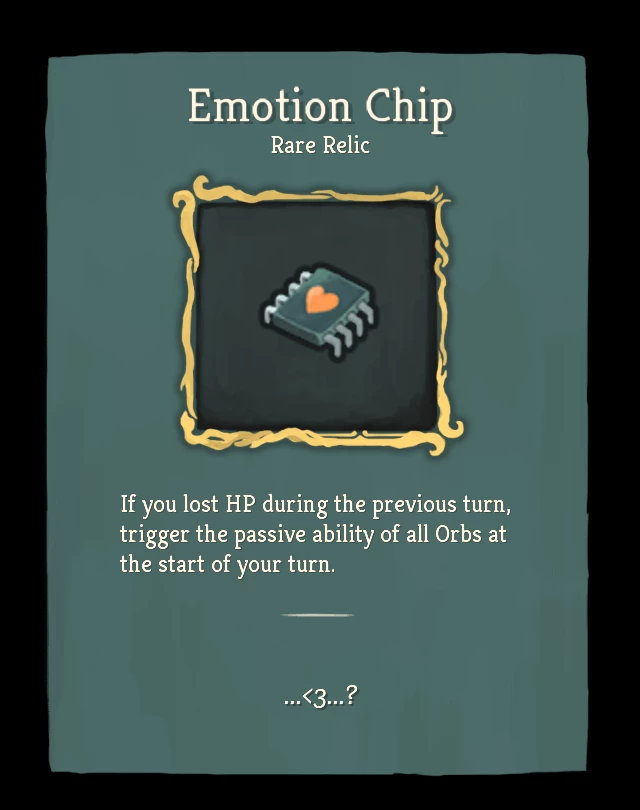 Emotion Chip
Rare Relic
If you lost HP during the previous turn,
trigger the passive ability of all Orbs at
the start of your turn.
...<3...?